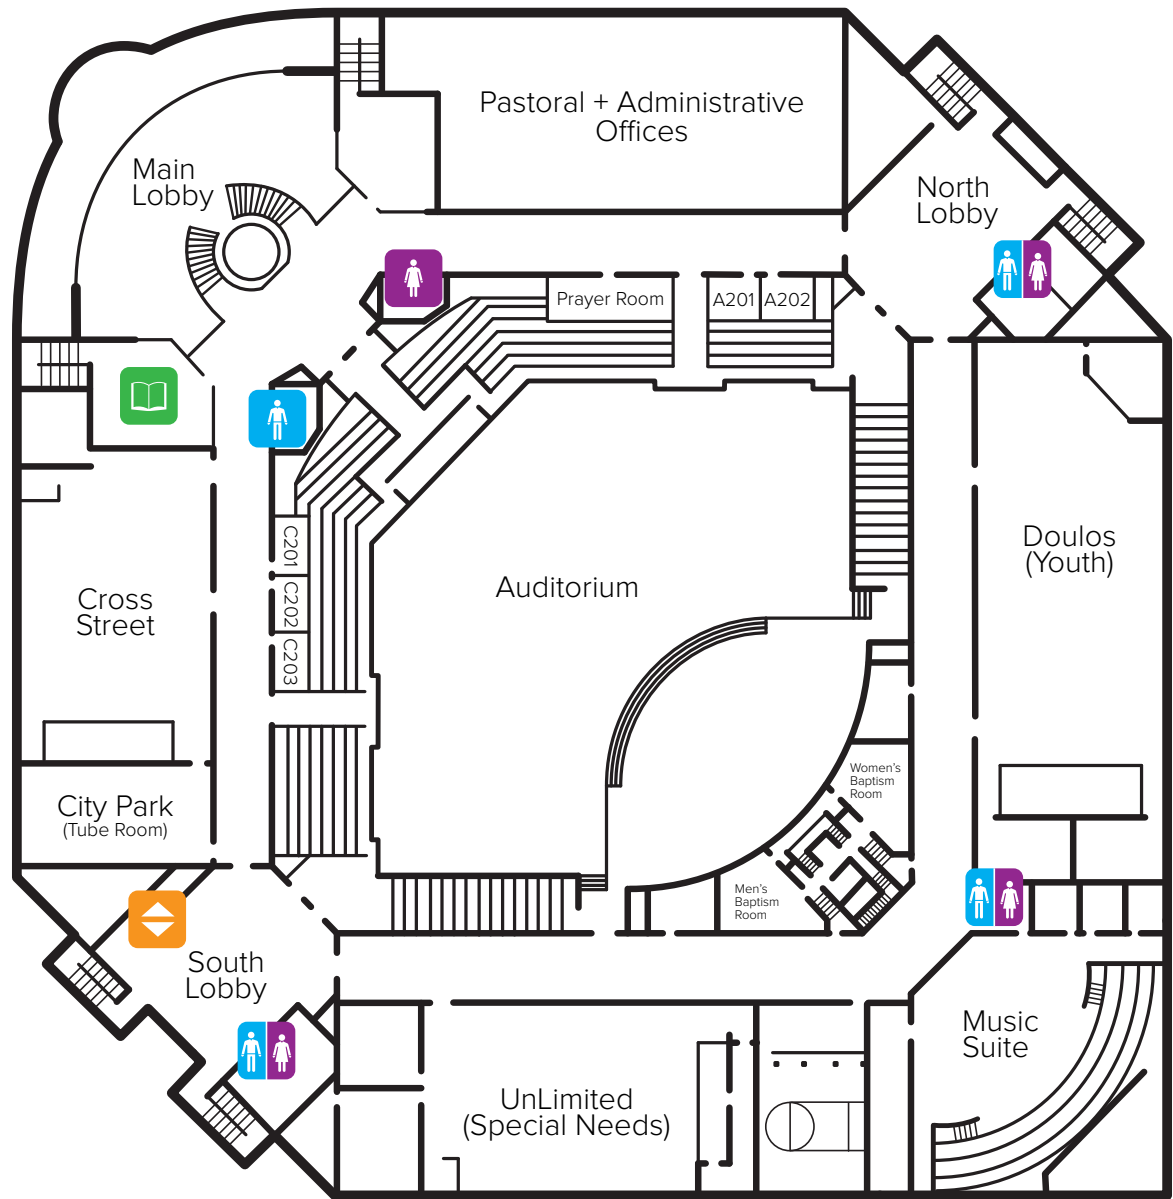 Pastoral + Administrative
Offices
Main
Lobby
North
Lobby
Prayer Room
A201
A202
C201
C202
C203
Doulos
(Youth)
Auditorium
Cross
Street
Women's
Baptism
Room
City Park
(Tube Room)
Men's
Baptism
Room
South
Lobby
Music
Suite
UnLimited
(Special Needs)